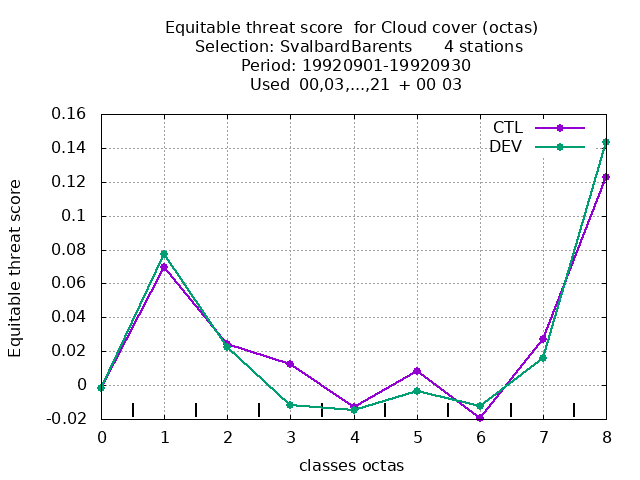 Equitable threat score  for Cloud cover (octas)
Selection: SvalbardBarents      4 stations
Period: 19920901-19920930
Used  00,03,...,21  + 00 03
CTL
DEV
Equitable threat score
0.16
0.14
0.12
0.1
0.08
0.06
0.04
0.02
0
-0.02
0 1 2 3 4 5 6 7 8
classes octas